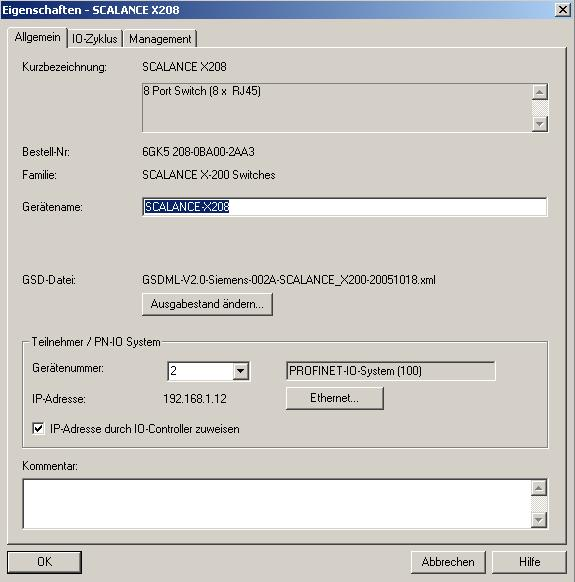 Eigenschaften - SCALANCE X208
Allgemein IO-Zyklus Management
Kurzbezeichnung: SCALANCE X208
8 Port Switch (8 x RJ45)
Bestell-Nr: 6GK5 208-0BA00-2AA3
Familie: SCALANCE X-200 Switches
Gerätename: SCALANCE-X208
GSD-Datei: GSDML-V2.0-Siemens-002A-SCALANCE_X200-20051018.xml
Ausgabestand ändern...
Teilnehmer / PN-IO System
Gerätenummer: 2 PROFINET-IO-System (100)
IP-Adresse: 192.168.1.12 Ethernet...
IP-Adresse durch IO-Controller zuweisen
Kommentar:
OK Abbrechen Hilfe